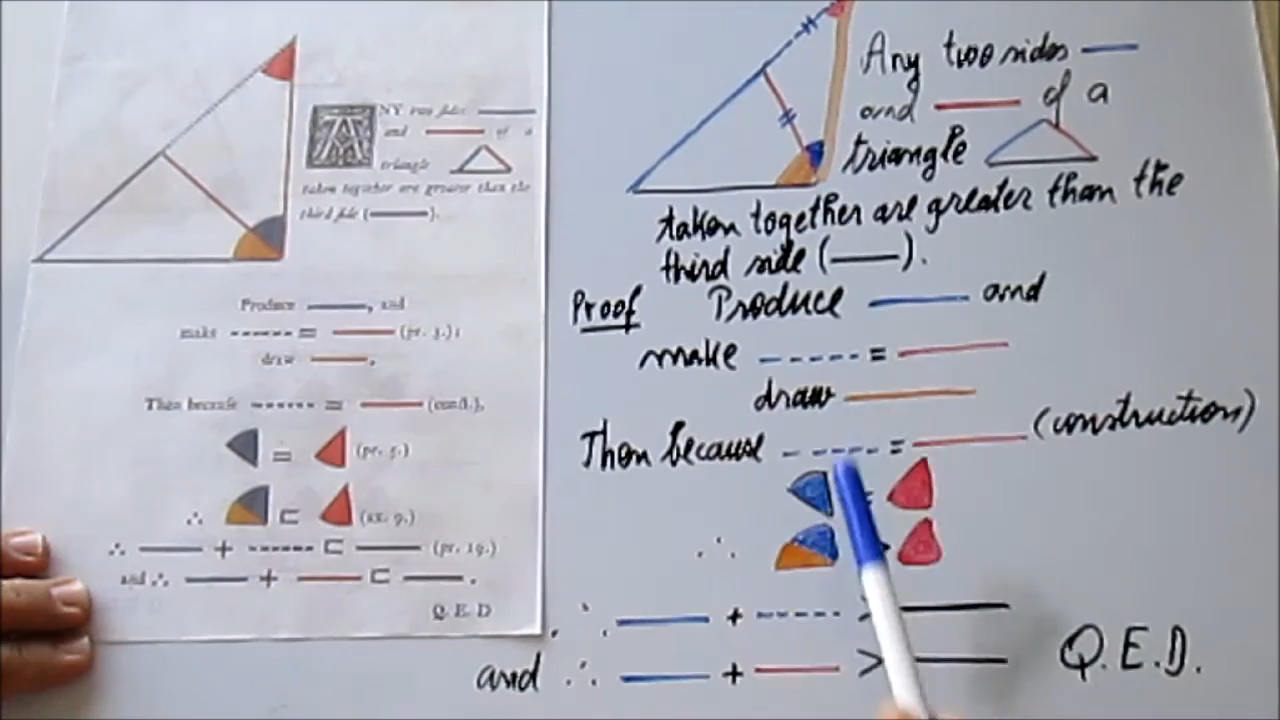 ANY two sides
and of a
triangle
taken together are greater than the
third side ( ).
Produce , and
make = (pr. 3.);
draw ,
Then because = (conſt.),
= (pr. 5.)
∴ ⊏ (ax. 9.)
∴ + ⊏ (pr. 19.)
and ∴ + ⊏ .
Q. E. D
Any two sides
and of a
triangle
taken together are greater than the
third side ( ).
Proof Produce and
make =
draw
Then because = (construction)
=
∴ >
∴ + >
and ∴ + > Q.E.D.